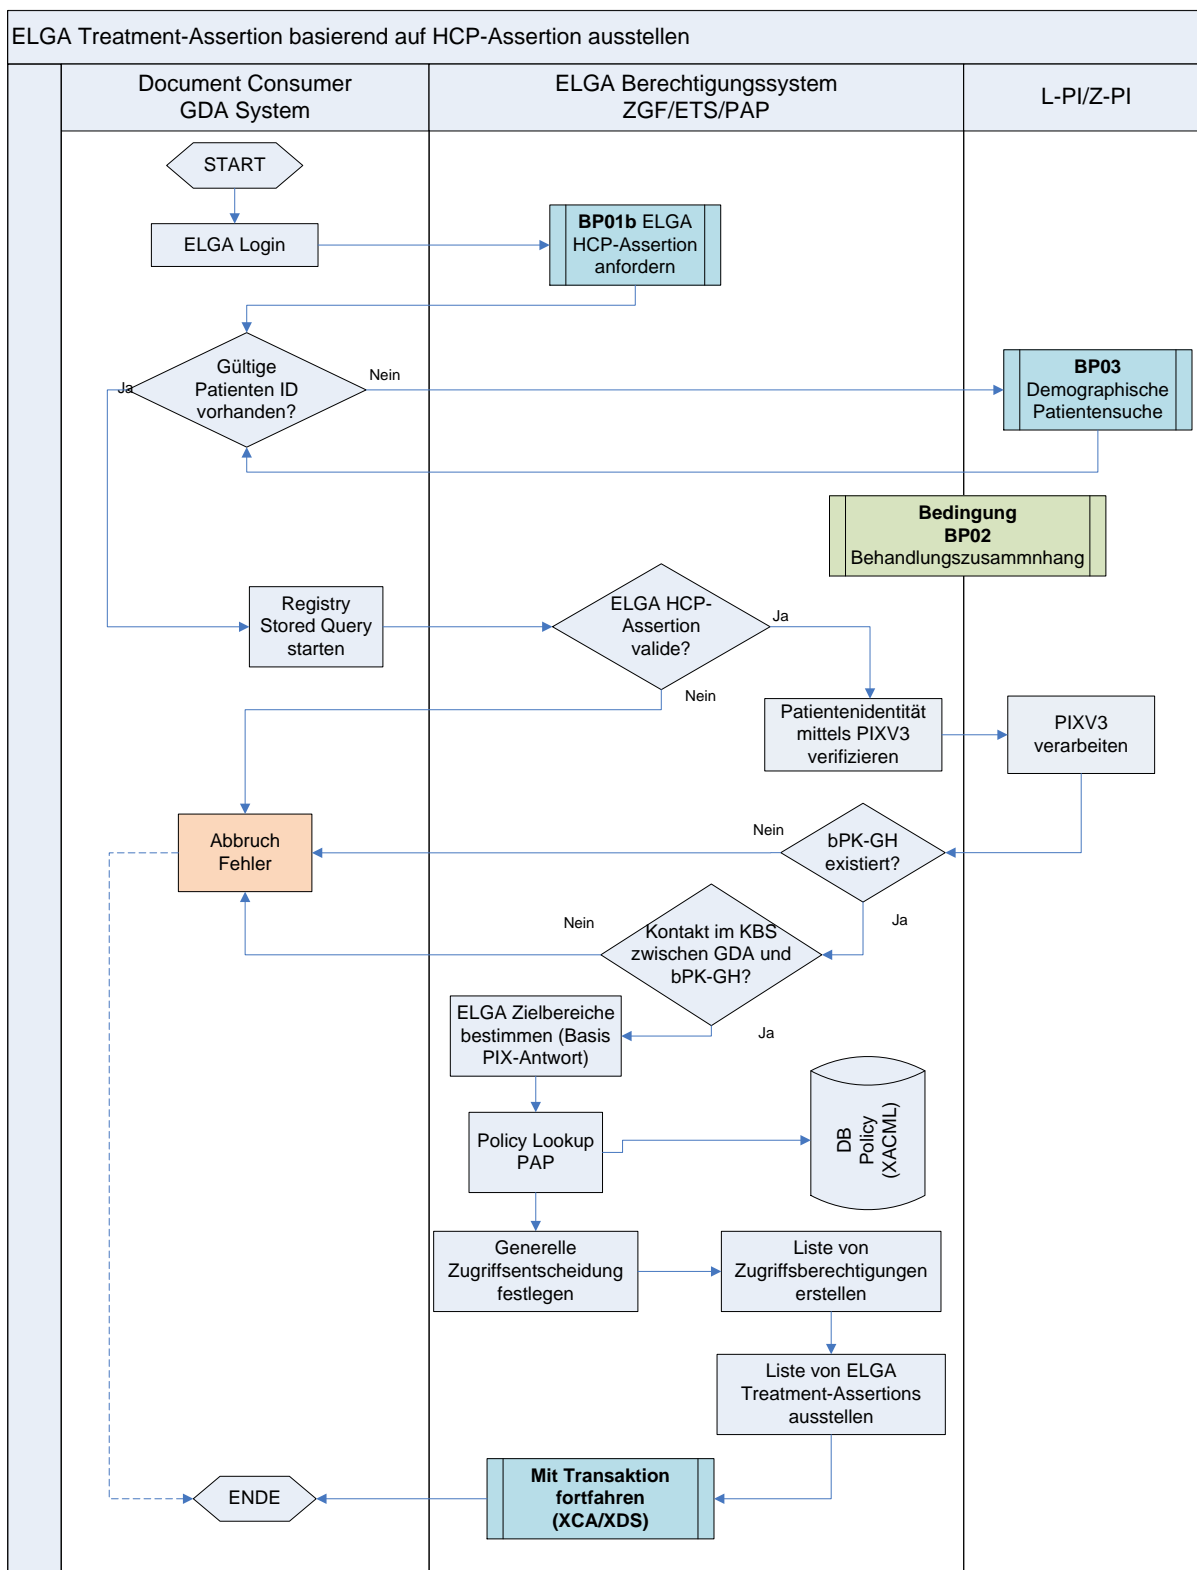 ELGA Treatment-Assertion basierend auf HCP-Assertion ausstellen
Document Consumer
GDA System
ELGA Berechtigungssystem
ZGF/ETS/PAP
L-PI/Z-PI
START
ELGA Login
BP01b ELGA
HCP-Assertion
anfordern
Gültige
Patienten ID
vorhanden?
Ja
Nein
BP03
Demographische
Patientensuche
Bedingung
BP02
Behandlungszusammnhang
Registry
Stored Query
starten
ELGA HCP-
Assertion
valide?
Ja
Nein
Patientenidentität
mittels PIXV3
verifizieren
PIXV3
verarbeiten
Abbruch
Fehler
Nein
bPK-GH
existiert?
Ja
Nein
Kontakt im KBS
zwischen GDA und
bPK-GH?
Ja
ELGA Zielbereiche
bestimmen (Basis
PIX-Antwort)
Policy Lookup
PAP
DB
Policy
(XACML)
Generelle
Zugriffsentscheidung
festlegen
Liste von
Zugriffsberechtigungen
erstellen
Liste von ELGA
Treatment-Assertions
ausstellen
Mit Transaktion
fortfahren
(XCA/XDS)
ENDE